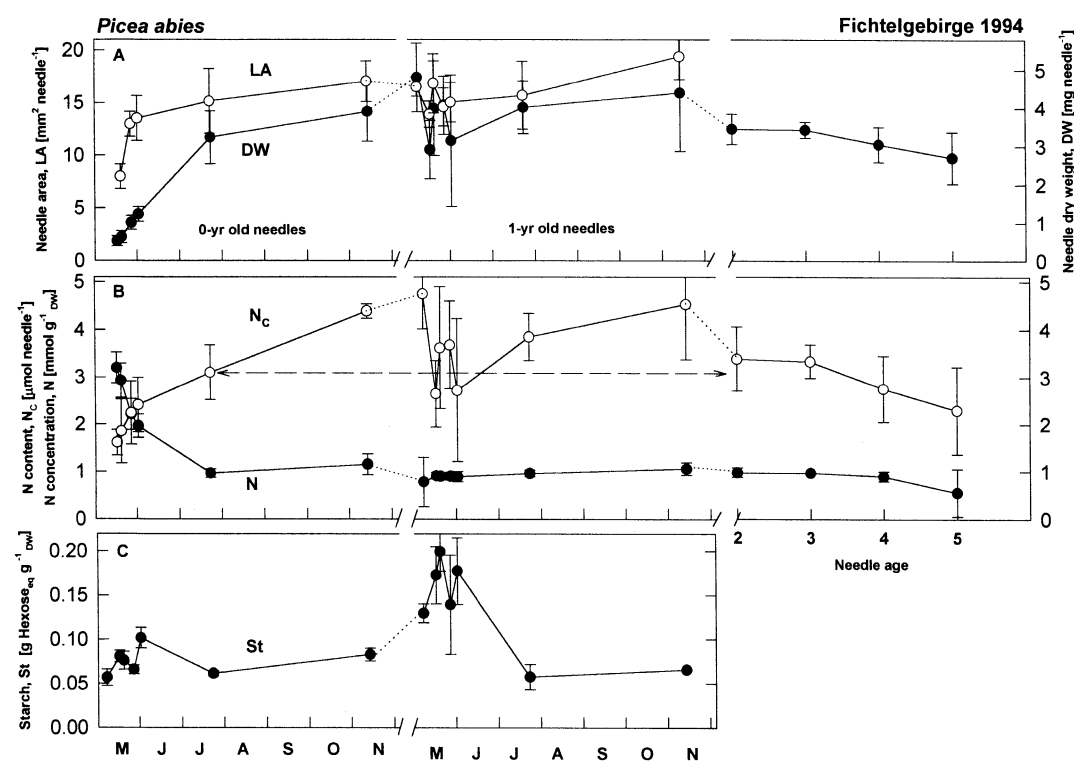 Picea abies
Fichtelgebirge 1994
Needle area, LA [mm² needle⁻¹]
20
15
10
5
0
A
LA
DW
0-yr old needles
1-yr old needles
5
4
3
2
1
0
Needle dry weight, DW [mg needle⁻¹]
N content, N_C [µmol needle⁻¹]
N concentration, N [mmol g⁻¹ DW]
5
4
3
2
1
0
B
N_C
N
5
4
3
2
1
0
2 3 4 5
Needle age
Starch, St [g Hexose_eq g⁻¹ DW]
0.20
0.15
0.10
0.05
0.00
C
St
M J J A S O N M J J A S O N